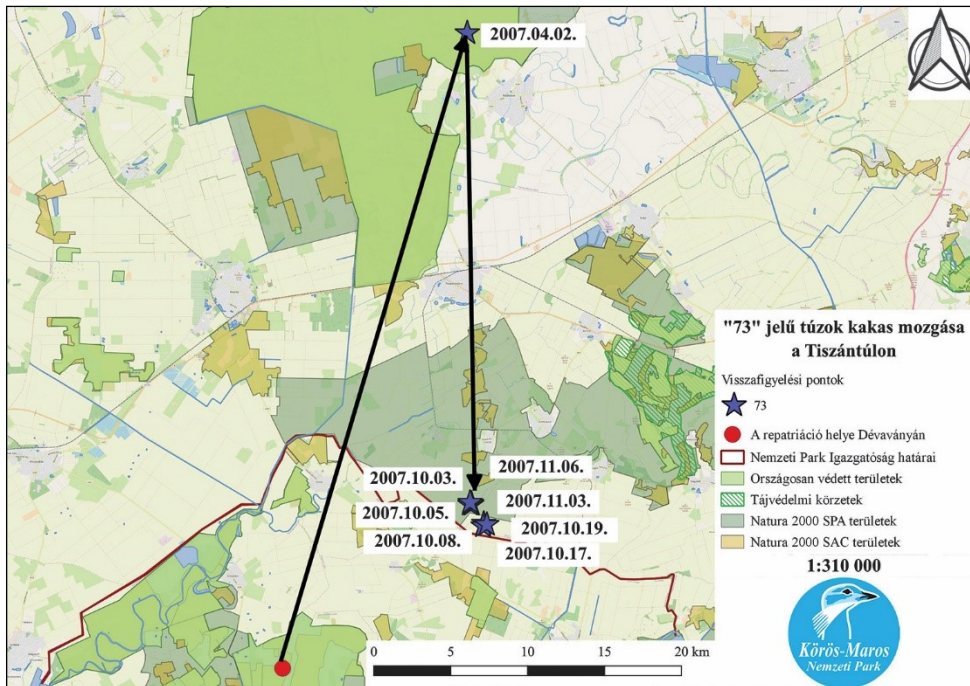 2007.04.02.
"73" jelű túzok kakas mozgása
a Tiszántúlon
Visszafigyelési pontok
73
A repatriáció helye Dévaványán
Nemzeti Park Igazgatóság határai
Országosan védett területek
Tájvédelmi körzetek
Natura 2000 SPA területek
Natura 2000 SAC területek
1:310 000
Körös-Maros
Nemzeti Park
2007.10.03.
2007.11.06.
2007.10.05.
2007.11.03.
2007.10.08.
2007.10.19.
2007.10.17.
0 5 10 15 20 km